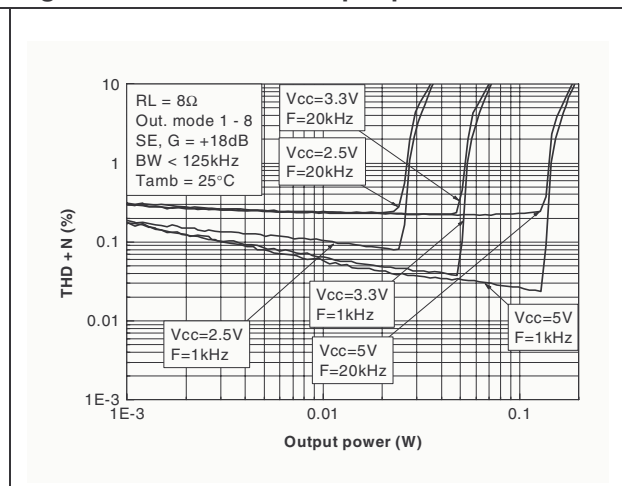 10
1
0.1
0.01
1E-3
1E-3
0.01
0.1
THD + N (%)
Output power (W)
RL = 8Ω
Out. mode 1 - 8
SE, G = +18dB
BW < 125kHz
Tamb = 25°C
Vcc=3.3V
F=20kHz
Vcc=2.5V
F=20kHz
Vcc=3.3V
F=1kHz
Vcc=5V
F=1kHz
Vcc=2.5V
F=1kHz
Vcc=5V
F=20kHz